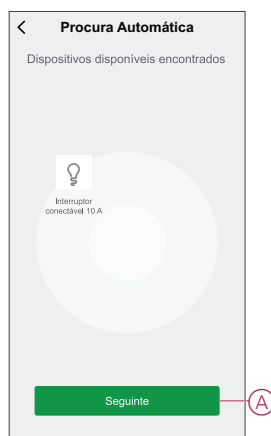 Procura Automática
Dispositivos disponíveis encontrados
Interruptor
conectável 10 A
Seguinte
A